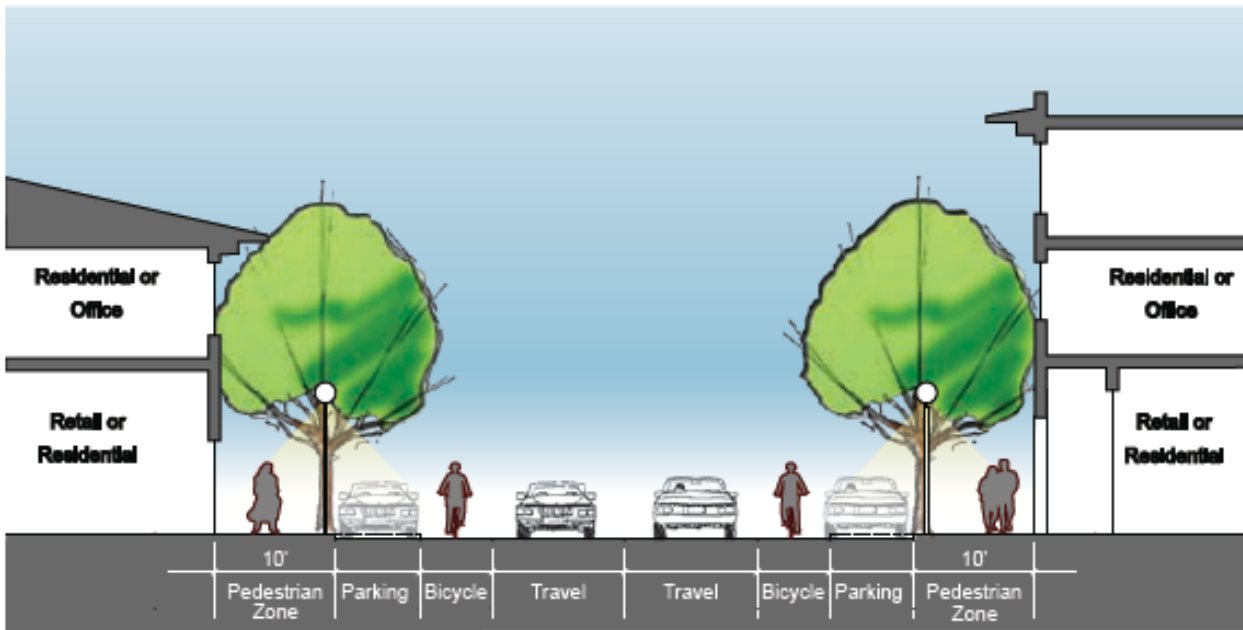 Residential or
Office
Retail or
Residential
Residential or
Office
Retail or
Residential
10' 10'
Pedestrian Parking Bicycle Travel Travel Bicycle Parking Pedestrian
Zone Zone